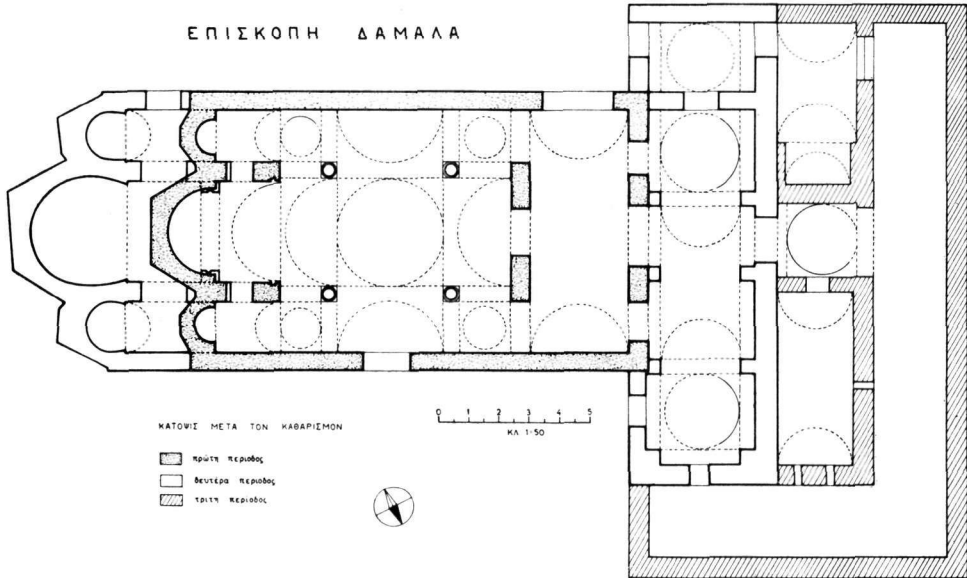 ΕΠΙΣΚΟΠΗ ΔΑΜΑΛΑ
ΚΑΤΟΨΙΣ ΜΕΤΑ ΤΟΝ ΚΑΘΑΡΙΣΜΟΝ
πρώτη περίοδος
δευτέρα περίοδος
τρίτη περίοδος
0 1 2 3 4 5
ΚΛ 1:50